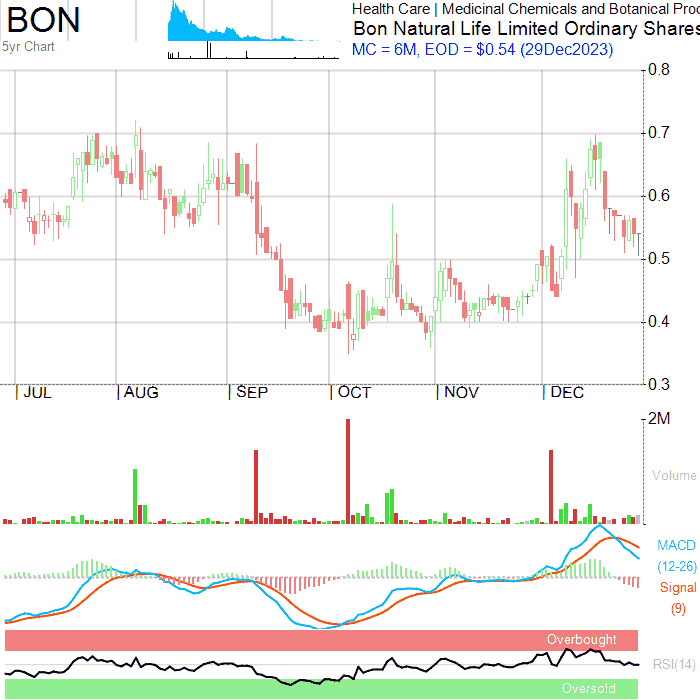 BON
5yr Chart
Health Care | Medicinal Chemicals and Botanical Proc
Bon Natural Life Limited Ordinary Shares
MC = 6M, EOD = $0.54 (29Dec2023)
0.8
0.7
0.6
0.5
0.4
0.3
| JUL | AUG | SEP | OCT | NOV | DEC
2M
Volume
MACD
(12-26)
Signal
(9)
Overbought
RSI(14)
Oversold